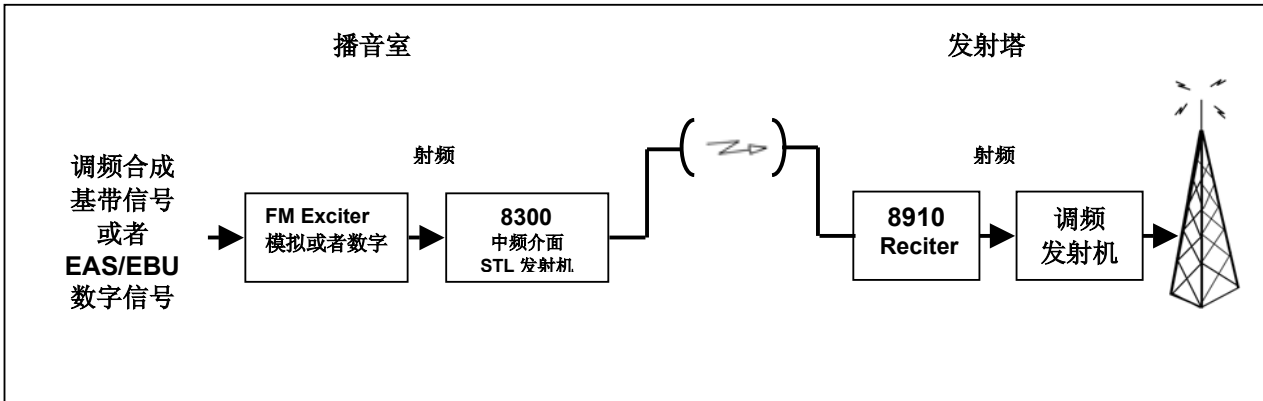 播音室
发射塔
调频合成
基带信号
或者
EAS/EBU
数字信号
FM Exciter
模拟或者数字
射频
8300
中频介面
STL 发射机
8910
Reciter
射频
调频
发射机